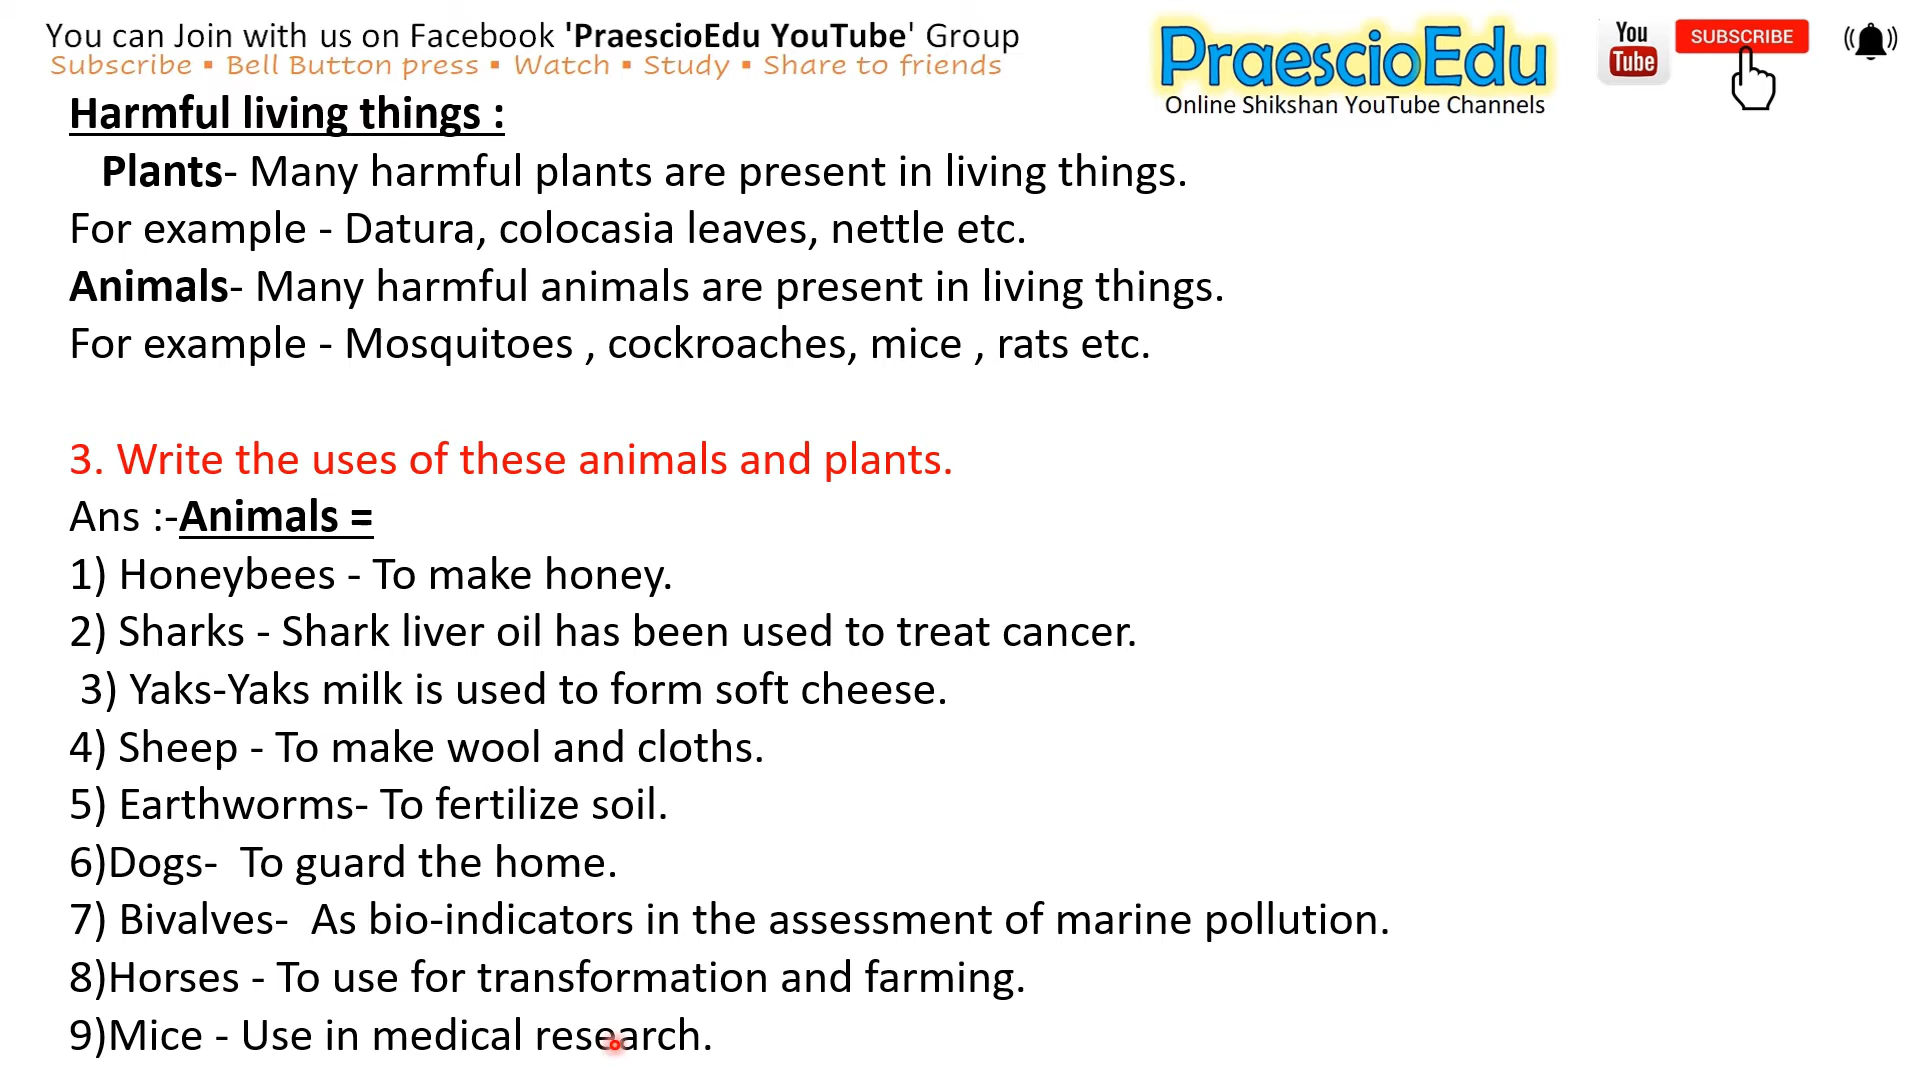 You can Join with us on Facebook 'PraescioEdu YouTube' Group
Subscribe ▪ Bell Button press ▪ Watch ▪ Study ▪ Share to friends
PraescioEdu
Online Shikshan YouTube Channels
You
Tube
SUBSCRIBE
Harmful living things :
Plants- Many harmful plants are present in living things.
For example - Datura, colocasia leaves, nettle etc.
Animals- Many harmful animals are present in living things.
For example - Mosquitoes , cockroaches, mice , rats etc.
3. Write the uses of these animals and plants.
Ans :-Animals =
1) Honeybees - To make honey.
2) Sharks - Shark liver oil has been used to treat cancer.
3) Yaks-Yaks milk is used to form soft cheese.
4) Sheep - To make wool and cloths.
5) Earthworms- To fertilize soil.
6)Dogs-  To guard the home.
7) Bivalves-  As bio-indicators in the assessment of marine pollution.
8)Horses - To use for transformation and farming.
9)Mice - Use in medical research.